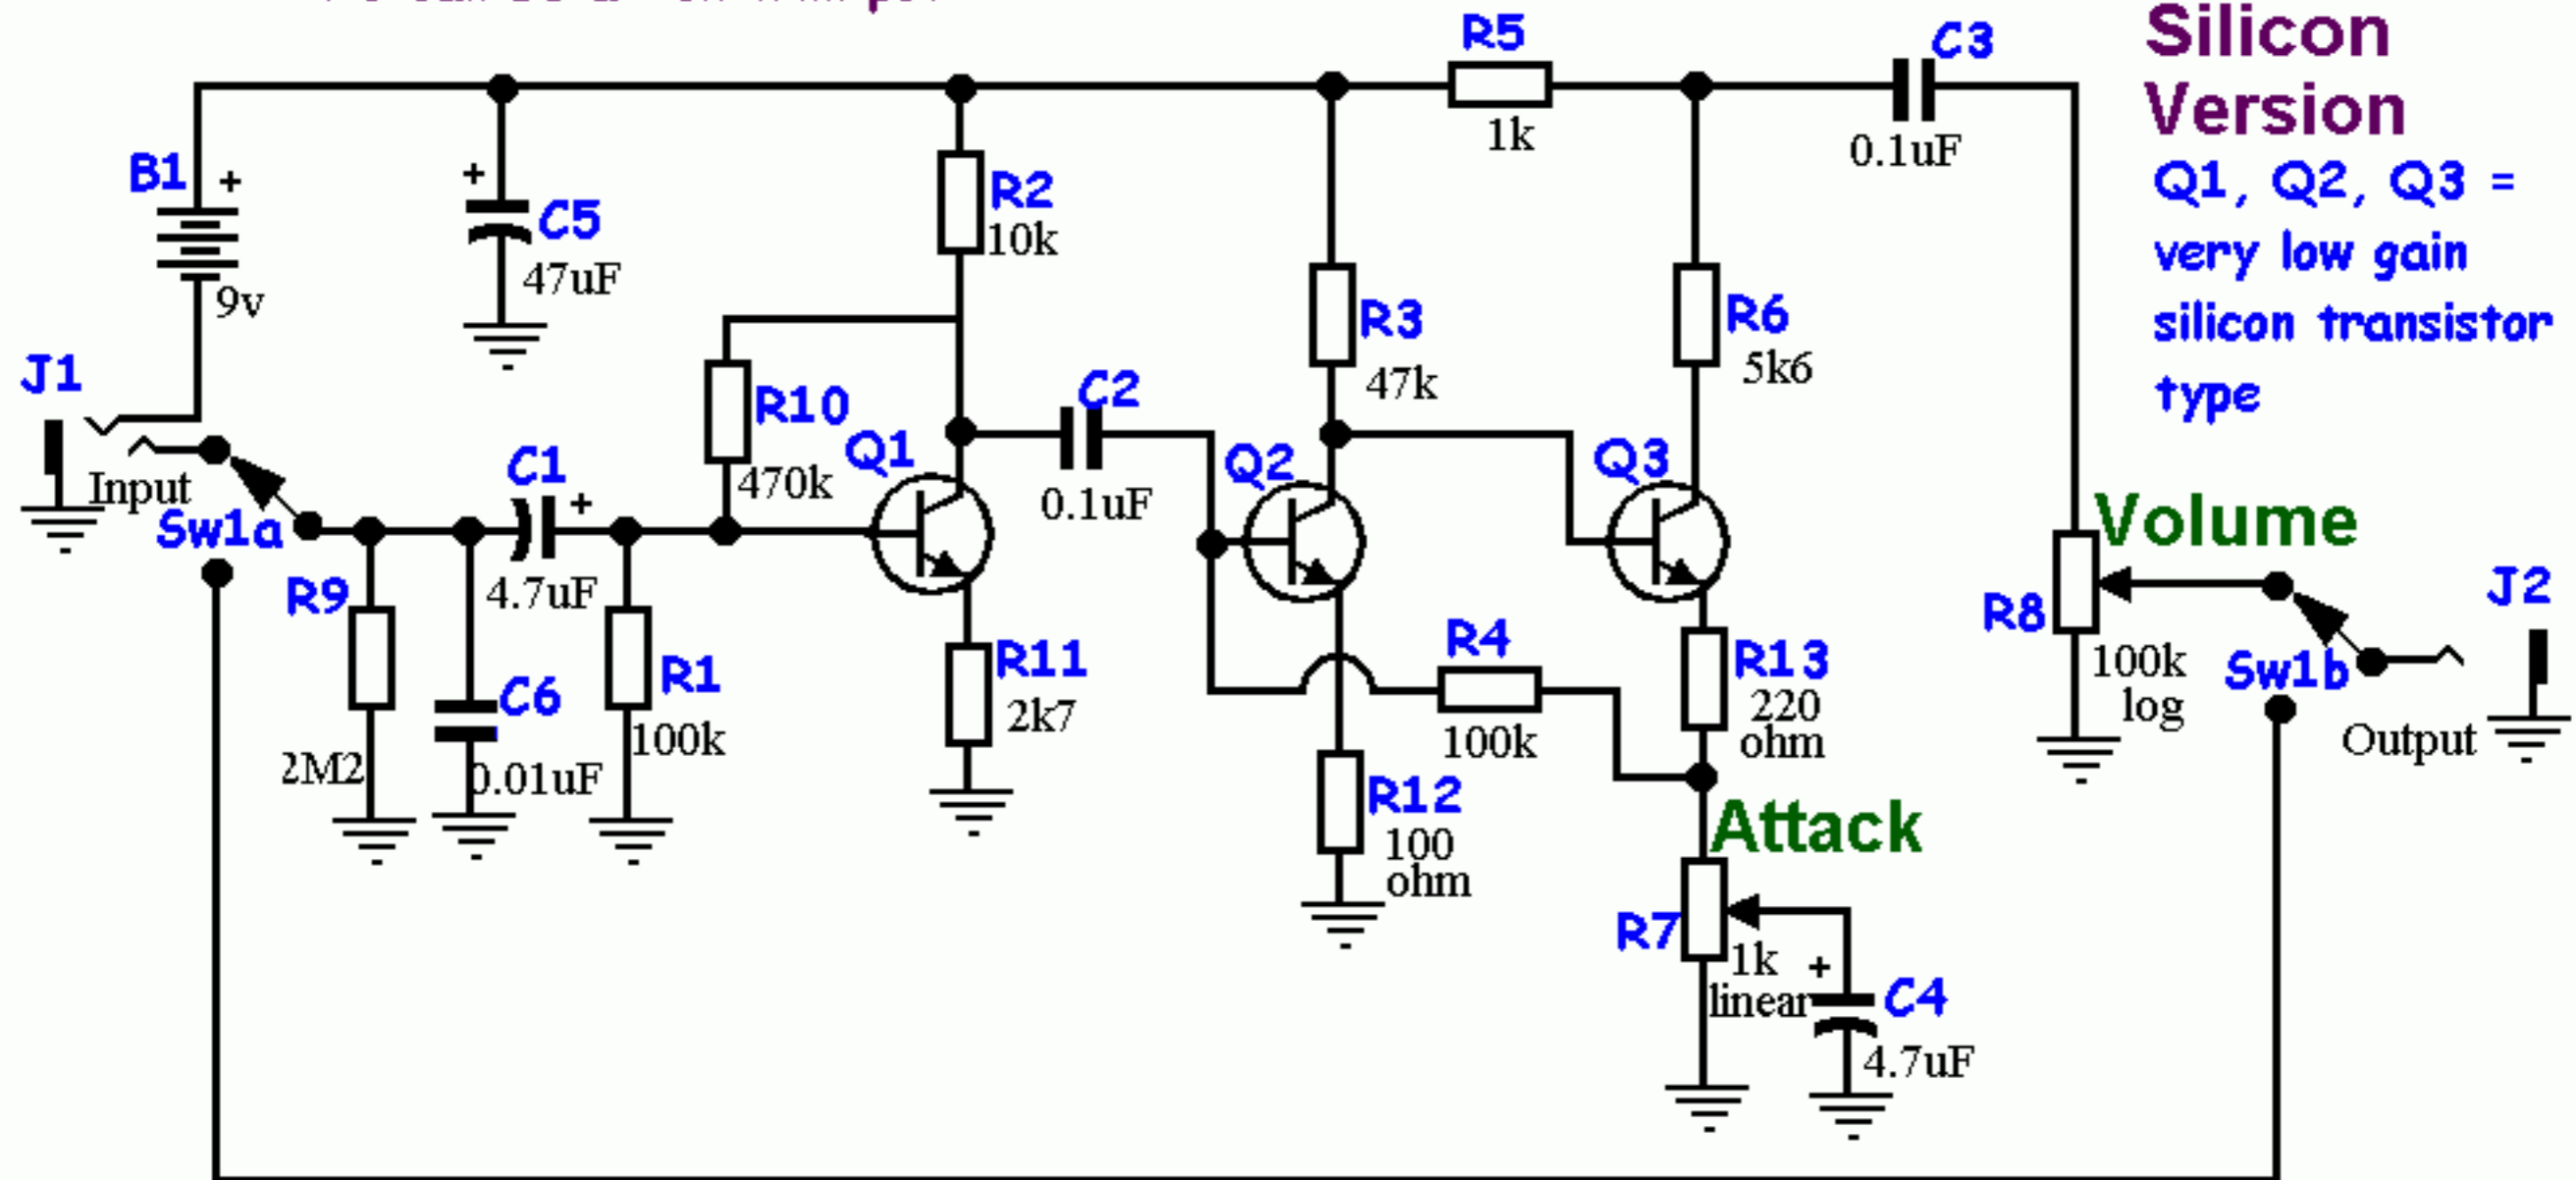 Silicon
Version
Q1, Q2, Q3 =
very low gain
silicon transistor
type
R5
1k
C3
0.1uF
B1
+
9v
+
C5
47uF
R2
10k
R3
47k
R6
5k6
J1
Input
Sw1a
R10
470k
C1
+
4.7uF
Q1
C2
0.1uF
Q2
Q3
Volume
R8
100k
log
Sw1b
J2
Output
R9
2M2
C6
0.01uF
R1
100k
R11
2k7
R4
100k
R13
220
ohm
R12
100
ohm
Attack
R7
1k
linear
+
C4
4.7uF